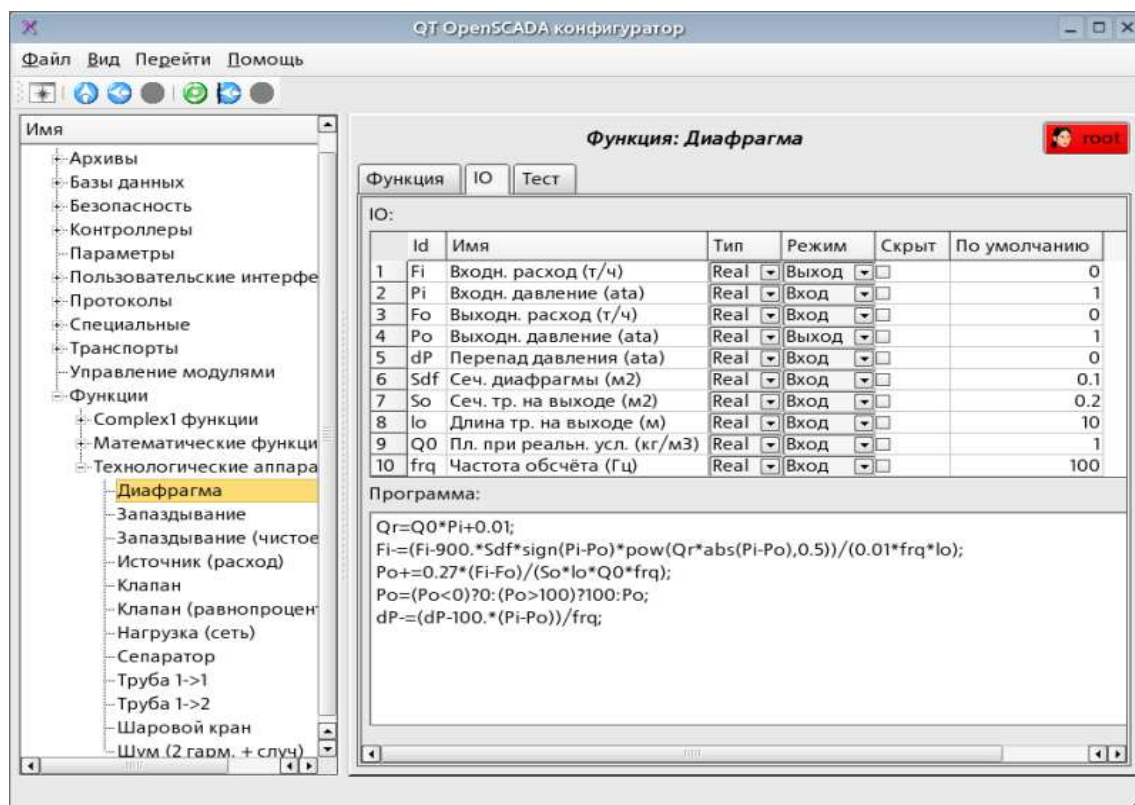 QT OpenSCADA конфигуратор
Файл Вид Перейти Помощь
Имя
Архивы
Базы данных
Безопасность
Контроллеры
Параметры
Пользовательские интерфе
Протоколы
Специальные
Транспорты
Управление модулями
Функции
Complex1 функции
Математические функци
Технологические аппара
Диафрагма
Запаздывание
Запаздывание (чистое
Источник (расход)
Клапан
Клапан (равнопроцен
Нагрузка (сеть)
Сепаратор
Труба 1->1
Труба 1->2
Шаровой кран
Шум (2 гарм. + случ)
Функция: Диафрагма
root
Функция IO Тест
IO:
Id Имя Тип Режим Скрыт По умолчанию
1 Fi Входн. расход (т/ч) Real Выход 0
2 Pi Входн. давление (ata) Real Вход 1
3 Fo Выходн. расход (т/ч) Real Вход 0
4 Po Выходн. давление (ata) Real Выход 1
5 dP Перепад давления (ata) Real Вход 0
6 Sdf Сеч. диафрагмы (м2) Real Вход 0.1
7 So Сеч. тр. на выходе (м2) Real Вход 0.2
8 lo Длина тр. на выходе (м) Real Вход 10
9 Q0 Пл. при реальн. усл. (кг/м3) Real Вход 1
10 frq Частота обсчёта (Гц) Real Вход 100
Программа:
Qr=Q0*Pi+0.01;
Fi-=(Fi-900.*Sdf*sign(Pi-Po)*pow(Qr*abs(Pi-Po),0.5))/(0.01*frq*lo);
Po+=0.27*(Fi-Fo)/(So*lo*Q0*frq);
Po=(Po<0)?0:(Po>100)?100:Po;
dP-=(dP-100.*(Pi-Po))/frq;